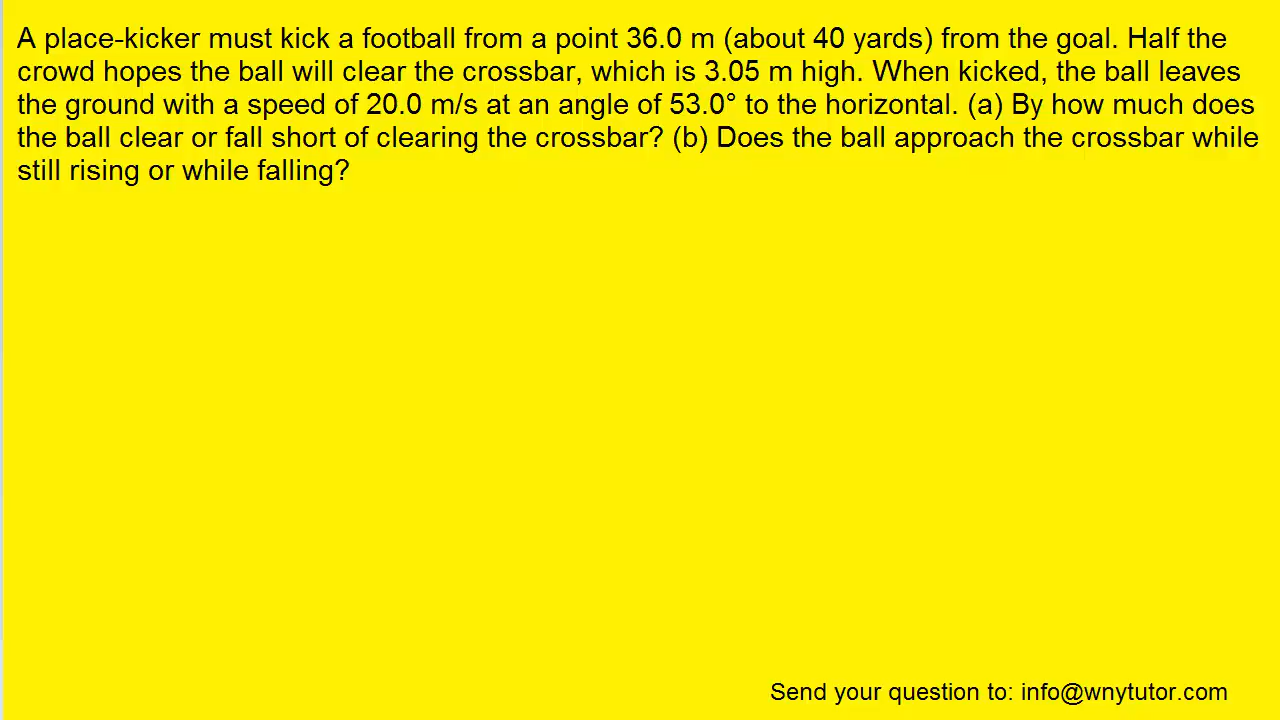 A place-kicker must kick a football from a point 36.0 m (about 40 yards) from the goal. Half the
crowd hopes the ball will clear the crossbar, which is 3.05 m high. When kicked, the ball leaves
the ground with a speed of 20.0 m/s at an angle of 53.0° to the horizontal. (a) By how much does
the ball clear or fall short of clearing the crossbar? (b) Does the ball approach the crossbar while
still rising or while falling?
Send your question to: info@wnytutor.com